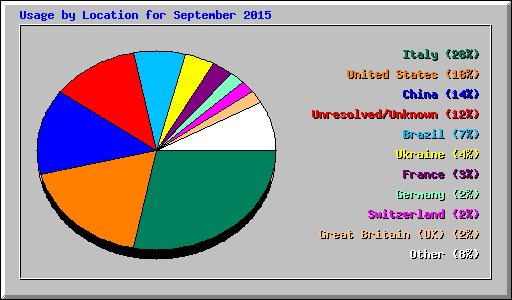 Usage by Location for September 2015
Italy (28%)
United States (18%)
China (14%)
Unresolved/Unknown (12%)
Brazil (7%)
Ukraine (4%)
France (3%)
Germany (2%)
Switzerland (2%)
Great Britain (UK) (2%)
Other (8%)